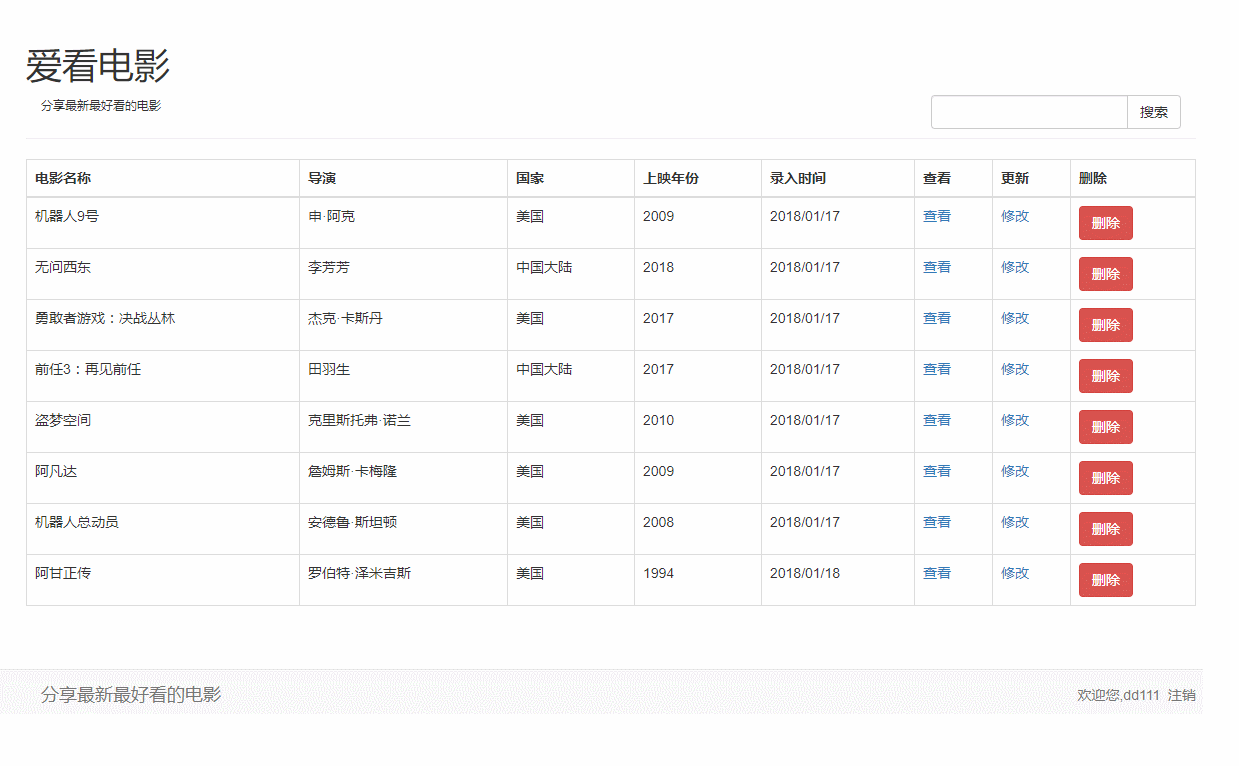 爱看电影
分享最新最好看的电影
搜索
电影名称 导演 国家 上映年份 录入时间 查看 更新 删除
机器人9号 申·阿克 美国 2009 2018/01/17 查看 修改 删除
无问西东 李芳芳 中国大陆 2018 2018/01/17 查看 修改 删除
勇敢者游戏：决战丛林 杰克·卡斯丹 美国 2017 2018/01/17 查看 修改 删除
前任3：再见前任 田羽生 中国大陆 2017 2018/01/17 查看 修改 删除
盗梦空间 克里斯托弗·诺兰 美国 2010 2018/01/17 查看 修改 删除
阿凡达 詹姆斯·卡梅隆 美国 2009 2018/01/17 查看 修改 删除
机器人总动员 安德鲁·斯坦顿 美国 2008 2018/01/17 查看 修改 删除
阿甘正传 罗伯特·泽米吉斯 美国 1994 2018/01/18 查看 修改 删除
分享最新最好看的电影 欢迎您,dd111 注销